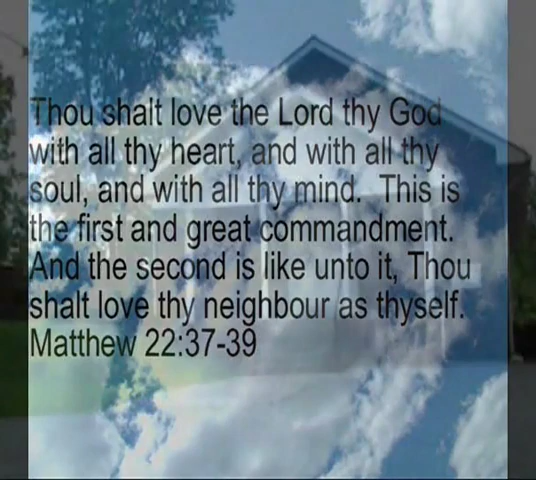 Thou shalt love the Lord thy God
with all thy heart, and with all thy
soul, and with all thy mind.  This is
the first and great commandment.
And the second is like unto it, Thou
shalt love thy neighbour as thyself.
Matthew 22:37-39